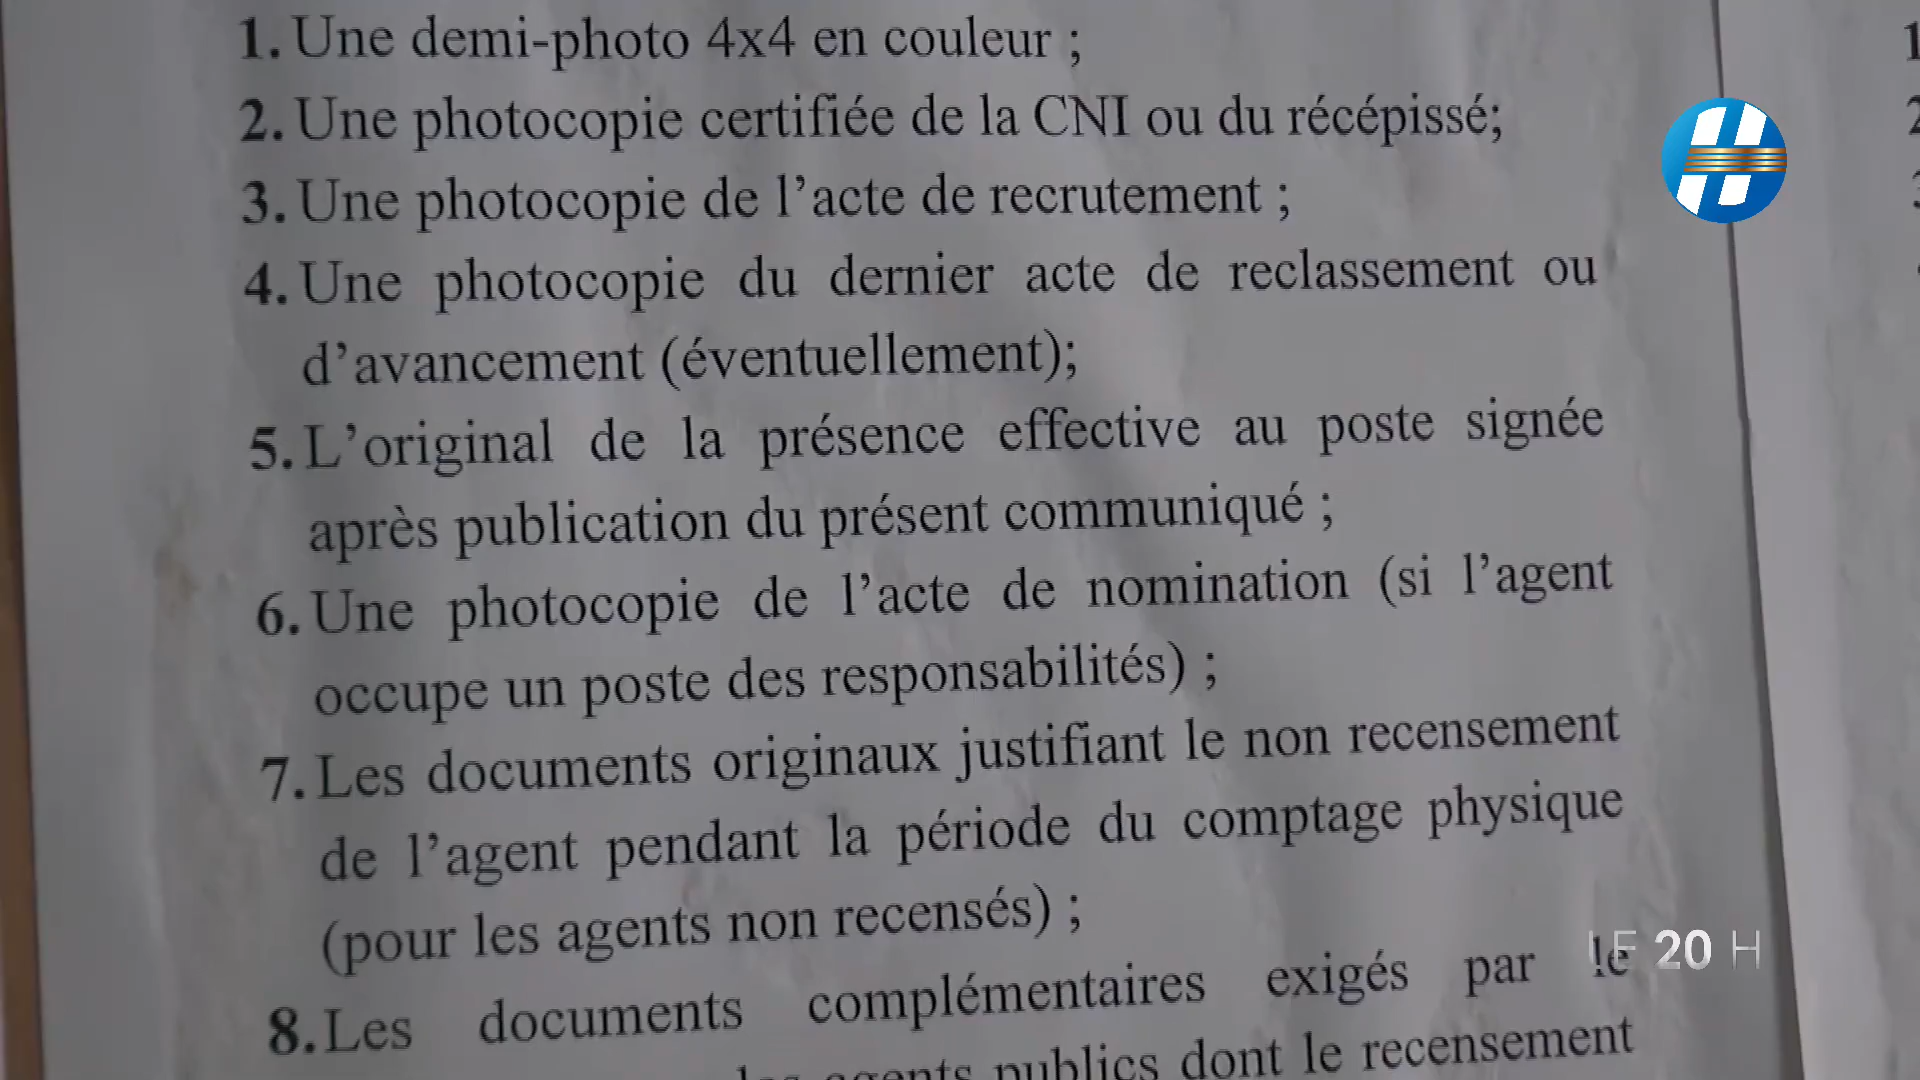 1. Une demi-photo 4x4 en couleur ;
2. Une photocopie certifiée de la CNI ou du récépissé;
3. Une photocopie de l’acte de recrutement ;
4. Une photocopie du dernier acte de reclassement ou
d’avancement (éventuellement);
5. L’original de la présence effective au poste signée
après publication du présent communiqué ;
6. Une photocopie de l’acte de nomination (si l’agent
occupe un poste des responsabilités) ;
7. Les documents originaux justifiant le non recensement
de l’agent pendant la période du comptage physique
(pour les agents non recensés) ;
8. Les documents complémentaires exigés par le
agents publics dont le recensement
LE 20 H